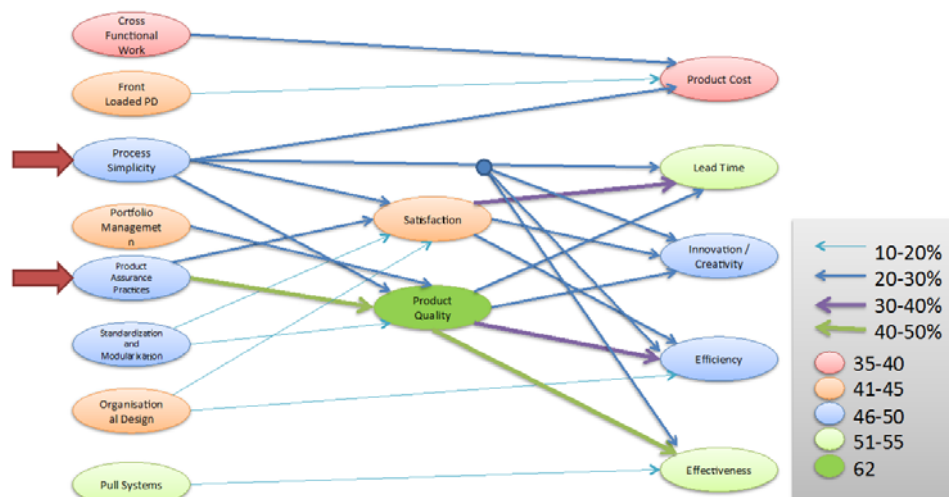 Cross
Functional
Work
Front
Loaded PD
Process
Simplicity
Portfolio
Managemet
n
Product
Assurance
Practices
Standardization
and
Modularisation
Organisation
al Design
Pull Systems
Satisfaction
Product
Quality
Product Cost
Lead Time
Innovation /
Creativity
Efficiency
Effectiveness
10-20%
20-30%
30-40%
40-50%
35-40
41-45
46-50
51-55
62